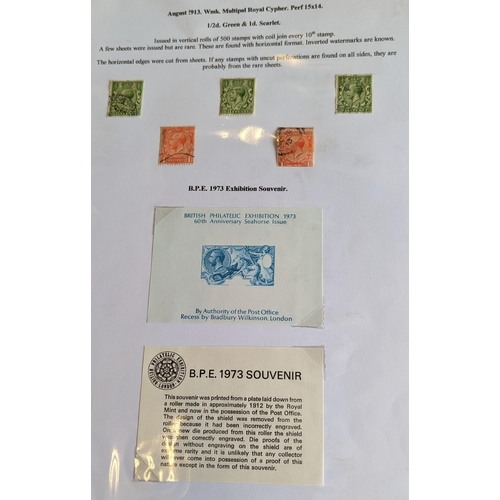 August !913. Wmk. Multipal Royal Cypher. Perf 15x14.
1/2d. Green & 1d. Scarlet.
Issued in vertical rolls of 500 stamps with coil join every 10th stamp.
A few sheets were issued but are rare. These are found with horizontal format. Inverted watermarks are known.
The horizontal edges were cut from sheets. If any stamps with uncut perforations are found on all sides, they are
probably from the rare sheets.
B.P.E. 1973 Exhibition Souvenir.
BRITISH PHILATELIC EXHIBITION 1973
60th Anniversary Seahorse Issue
By Authority of the Post Office
Recess by Bradbury Wilkinson, London
BRITISH PHILATELIC EXHIBITION LONDON
B.P.E. 1973 SOUVENIR
This souvenir was printed from a plate laid down from
a roller made in approximately 1912 by the Royal
Mint and now in the possession of the Post Office.
The design of the shield was removed from the
roller because it had been incorrectly engraved.
On a new die produced from this roller the shield
was then correctly engraved. Die proofs of the
design without engraving on the shield are of
extreme rarity and it is unlikely that any collector
will ever come into possession of a proof of this
nature except in the form of this souvenir.